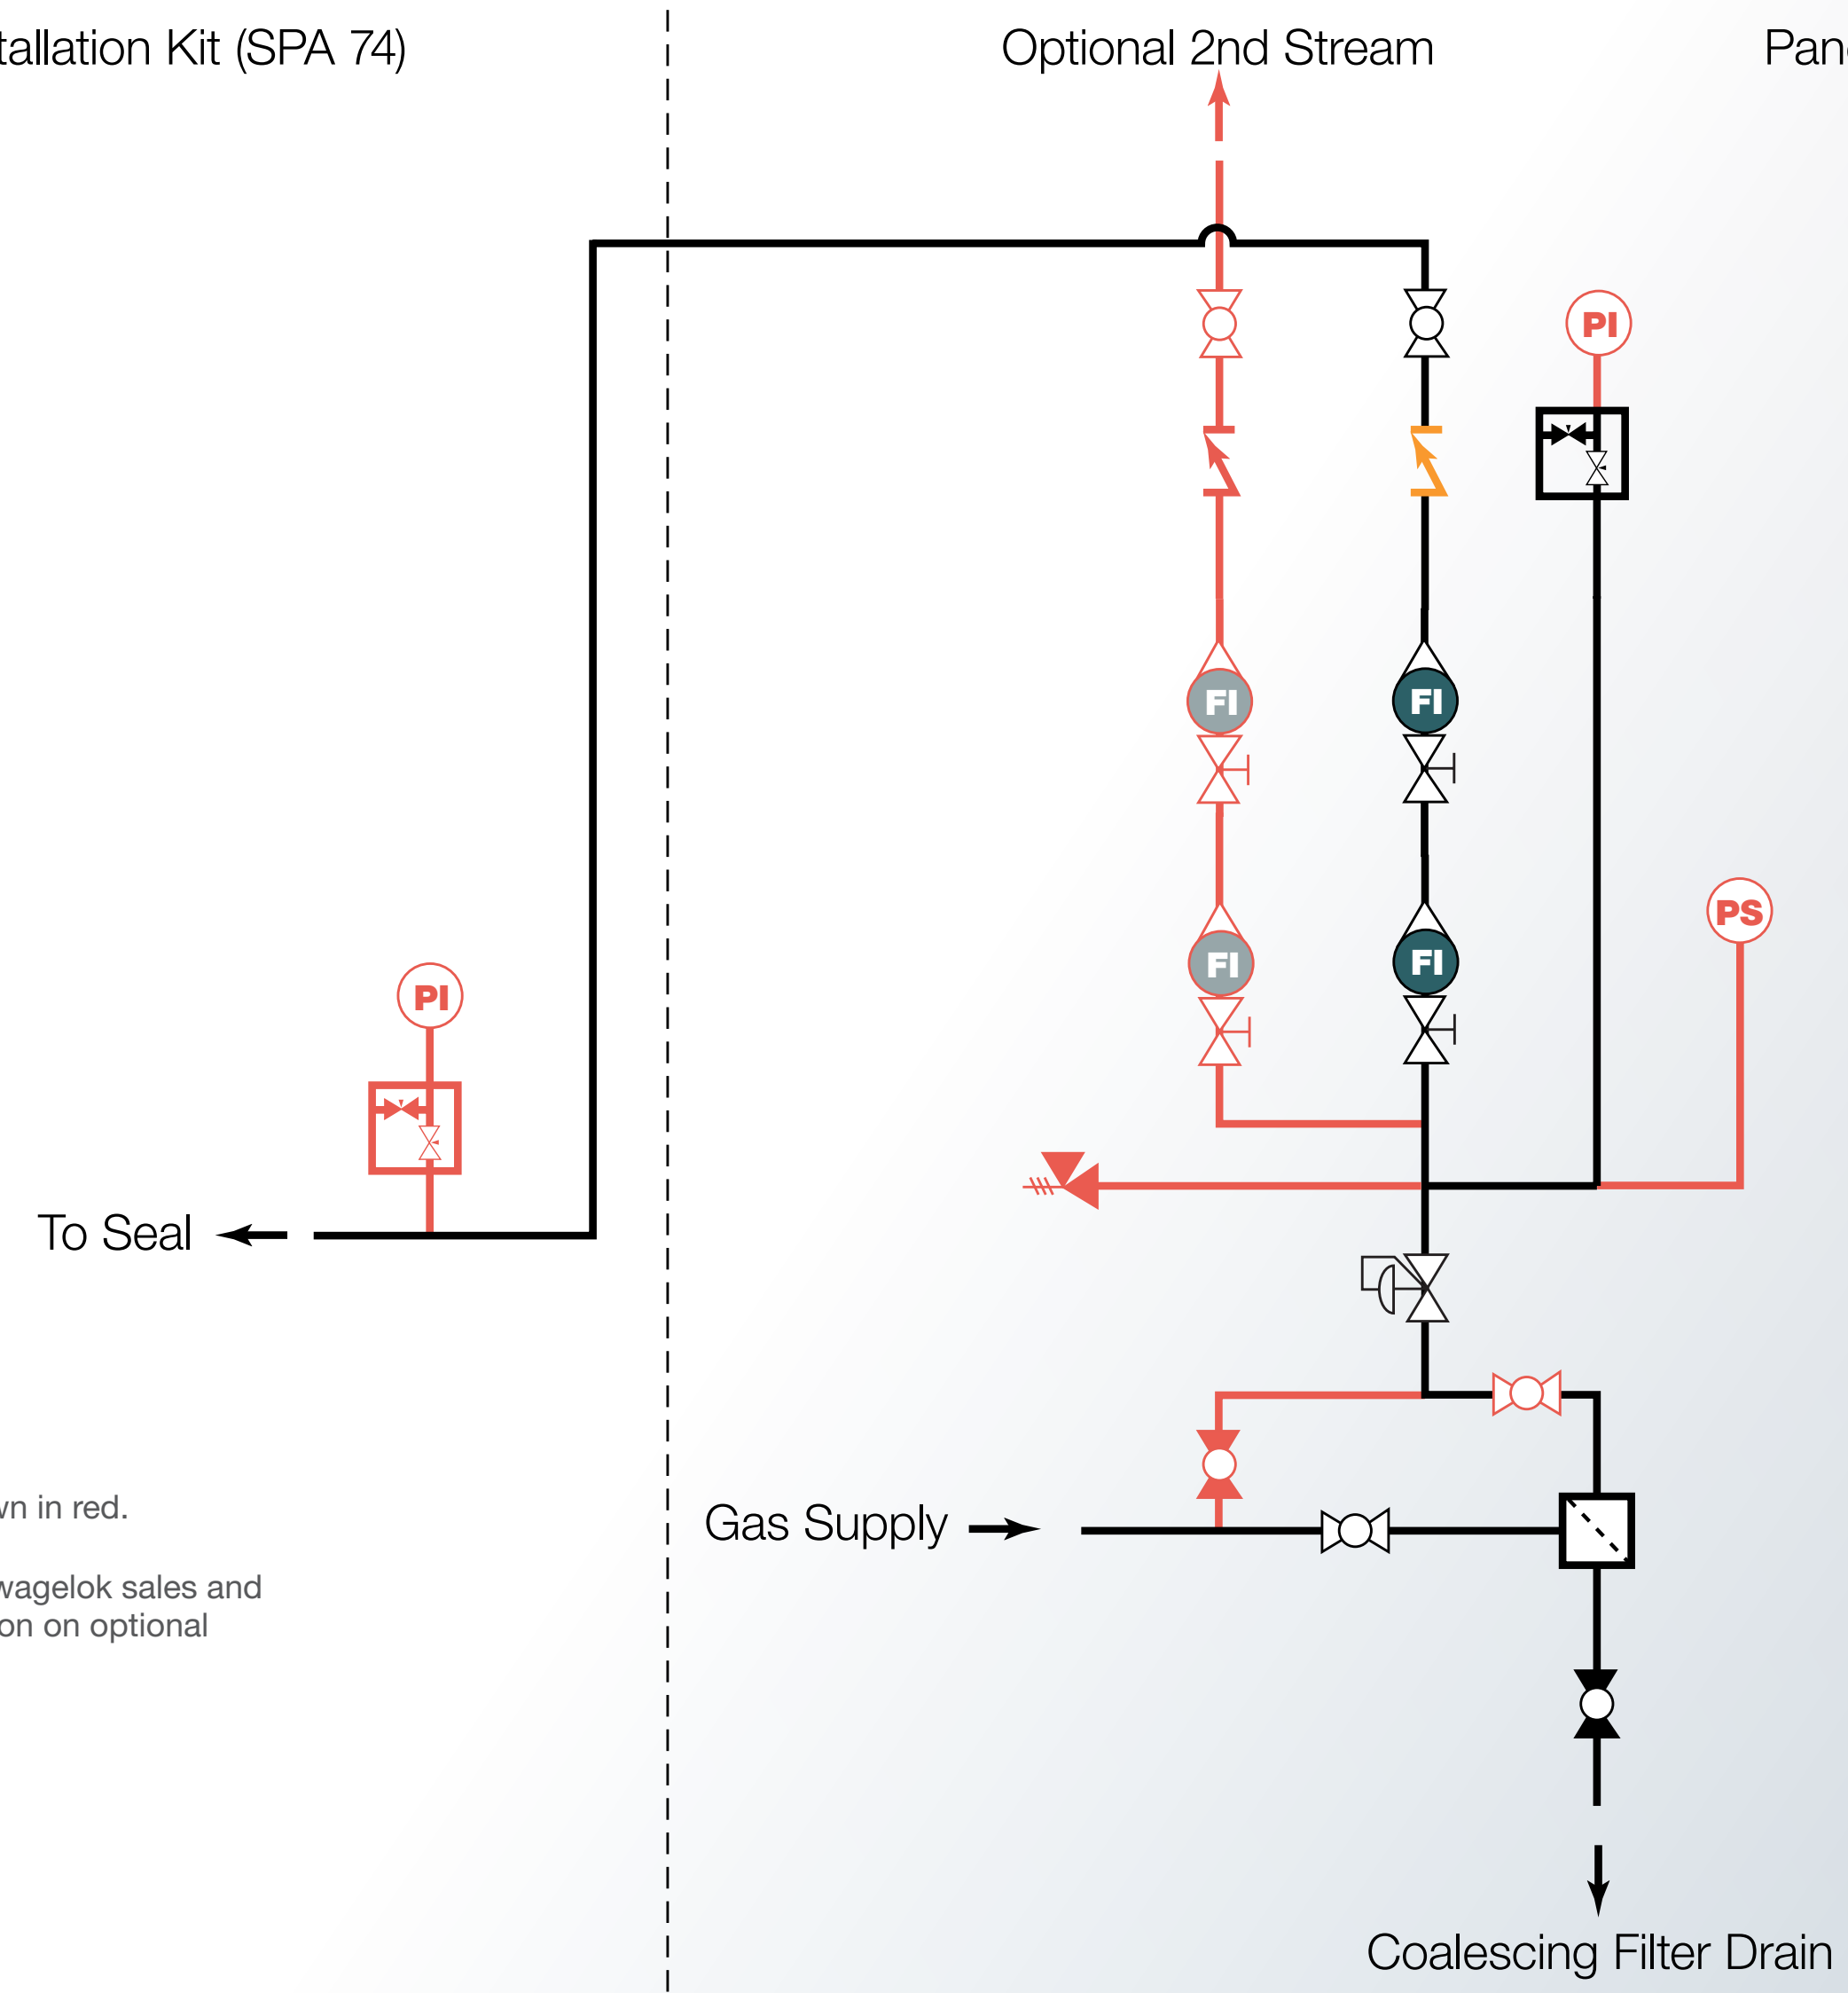 tallation Kit (SPA 74)
Optional 2nd Stream
Pan
PI
FI
FI
FI
FI
PS
PI
To Seal
Gas Supply
wn in red.
wagelok sales and
on on optional
Coalescing Filter Drain